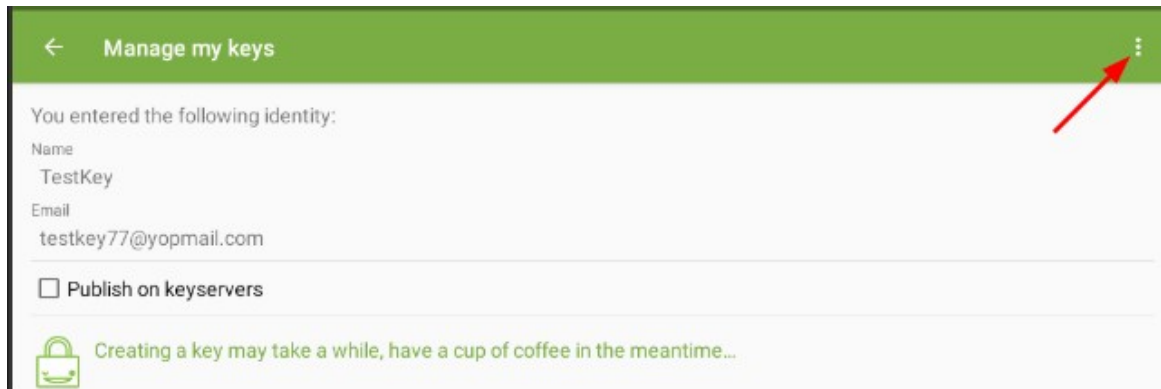 Manage my keys
You entered the following identity:
Name
TestKey
Email
testkey77@yopmail.com
Publish on keyservers
Creating a key may take a while, have a cup of coffee in the meantime...